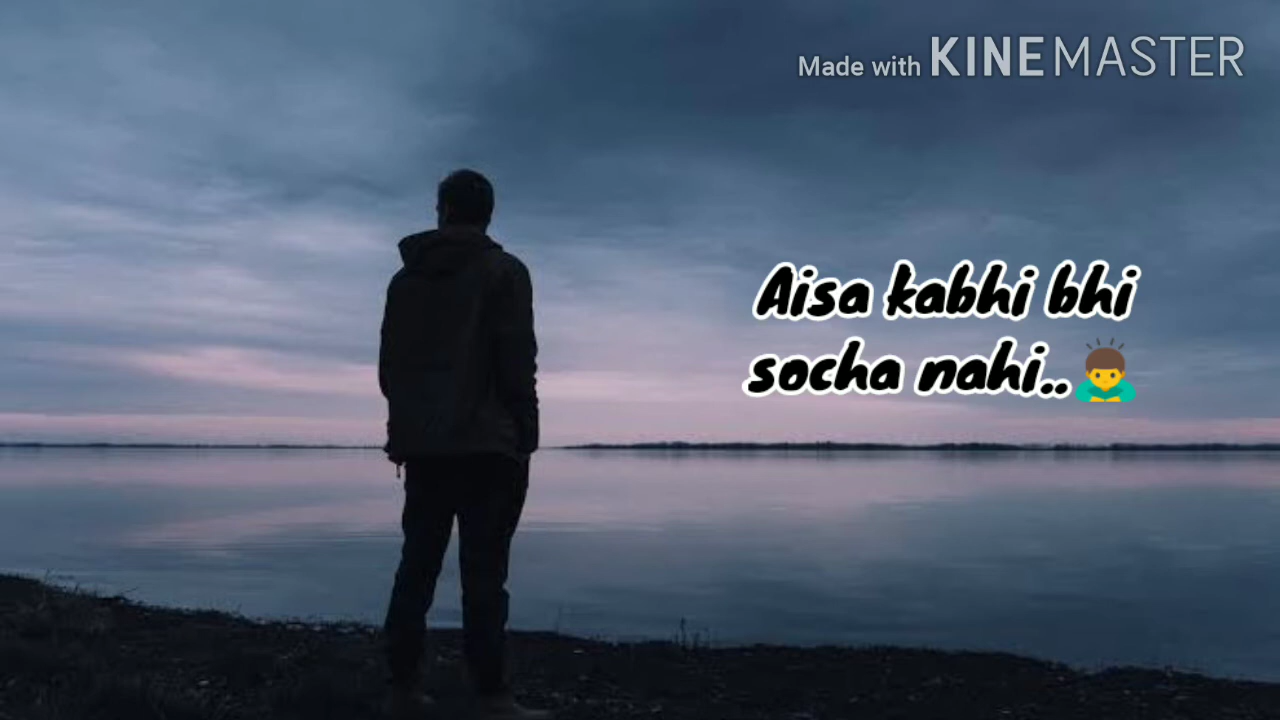 Made with KINEMASTER
Aisa kabhi bhi
socha nahi..🙇‍♂️